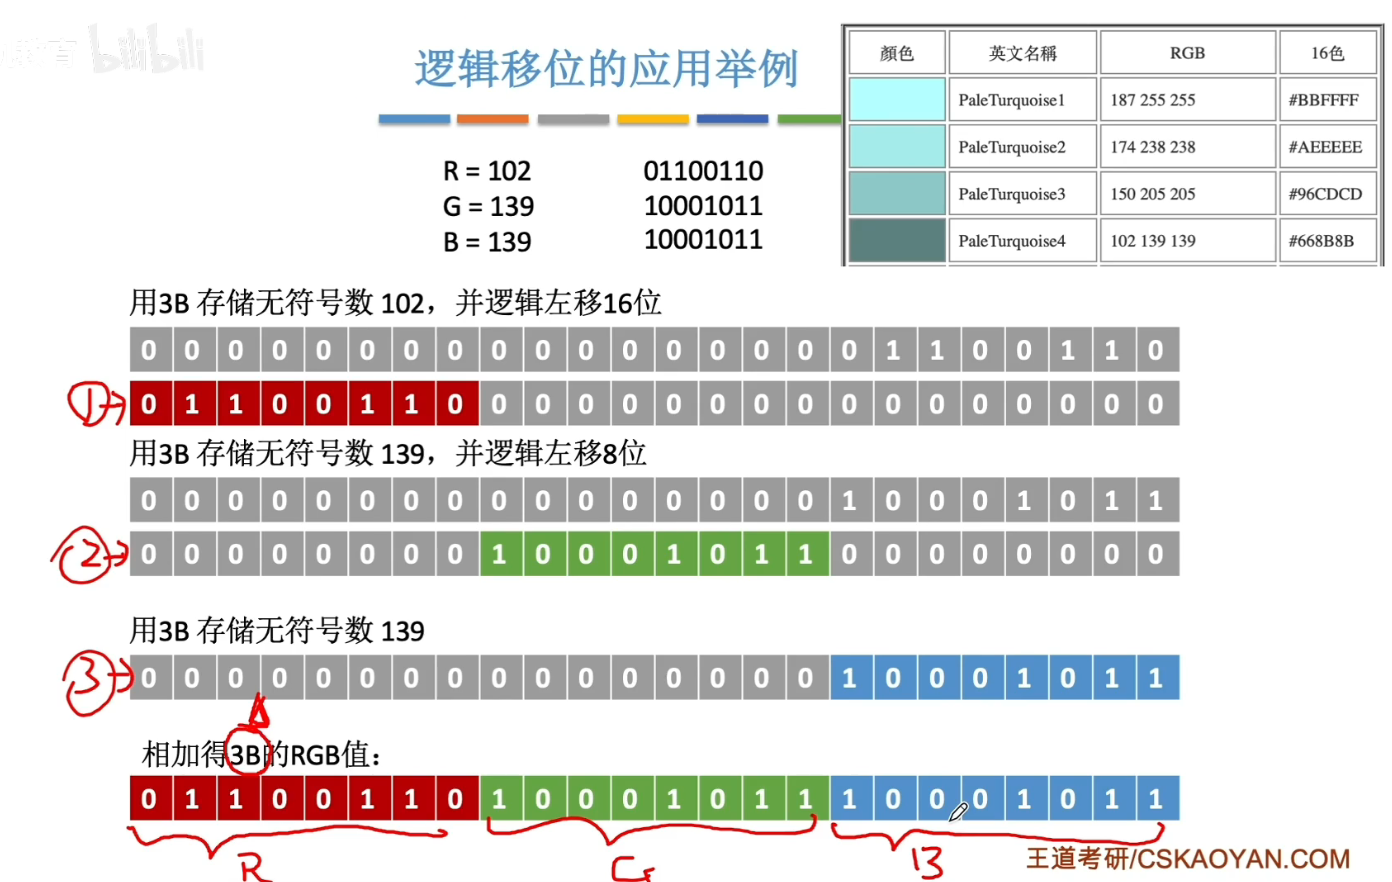 教育 bilibili
逻辑移位的应用举例
顏色 英文名稱 RGB 16色
PaleTurquoise1 187 255 255 #BBFFFF
PaleTurquoise2 174 238 238 #AEEEEE
PaleTurquoise3 150 205 205 #96CDCD
PaleTurquoise4 102 139 139 #668B8B
R = 102 01100110
G = 139 10001011
B = 139 10001011
用3B 存储无符号数 102，并逻辑左移16位
0 0 0 0 0 0 0 0 0 0 0 0 0 0 0 0 0 1 1 0 0 1 1 0
① 0 1 1 0 0 1 1 0 0 0 0 0 0 0 0 0 0 0 0 0 0 0 0 0
用3B 存储无符号数 139，并逻辑左移8位
0 0 0 0 0 0 0 0 0 0 0 0 0 0 0 0 1 0 0 0 1 0 1 1
② 0 0 0 0 0 0 0 0 1 0 0 0 1 0 1 1 0 0 0 0 0 0 0 0
用3B 存储无符号数 139
③ 0 0 0 0 0 0 0 0 0 0 0 0 0 0 0 0 1 0 0 0 1 0 1 1
相加得3B的RGB值：
0 1 1 0 0 1 1 0 1 0 0 0 1 0 1 1 1 0 0 0 1 0 1 1
R G B
王道考研/CSKAOYAN.COM